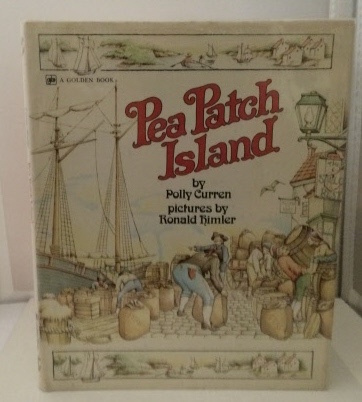 A GOLDEN BOOK
Pea Patch
Island
by
Polly Curren
pictures by
Ronald Himler